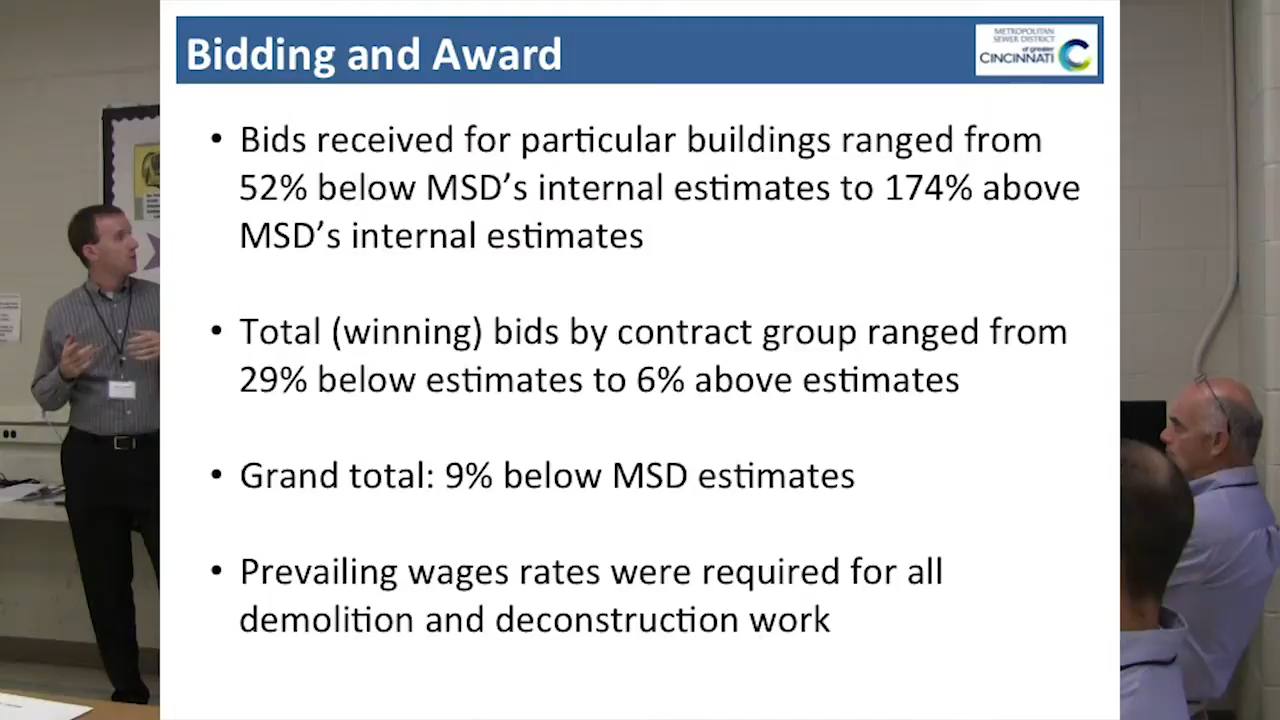 Bidding and Award
METROPOLITAN
SEWER DISTRICT
of greater
CINCINNATI
• Bids received for particular buildings ranged from
52% below MSD's internal estimates to 174% above
MSD's internal estimates
• Total (winning) bids by contract group ranged from
29% below estimates to 6% above estimates
• Grand total: 9% below MSD estimates
• Prevailing wages rates were required for all
demolition and deconstruction work